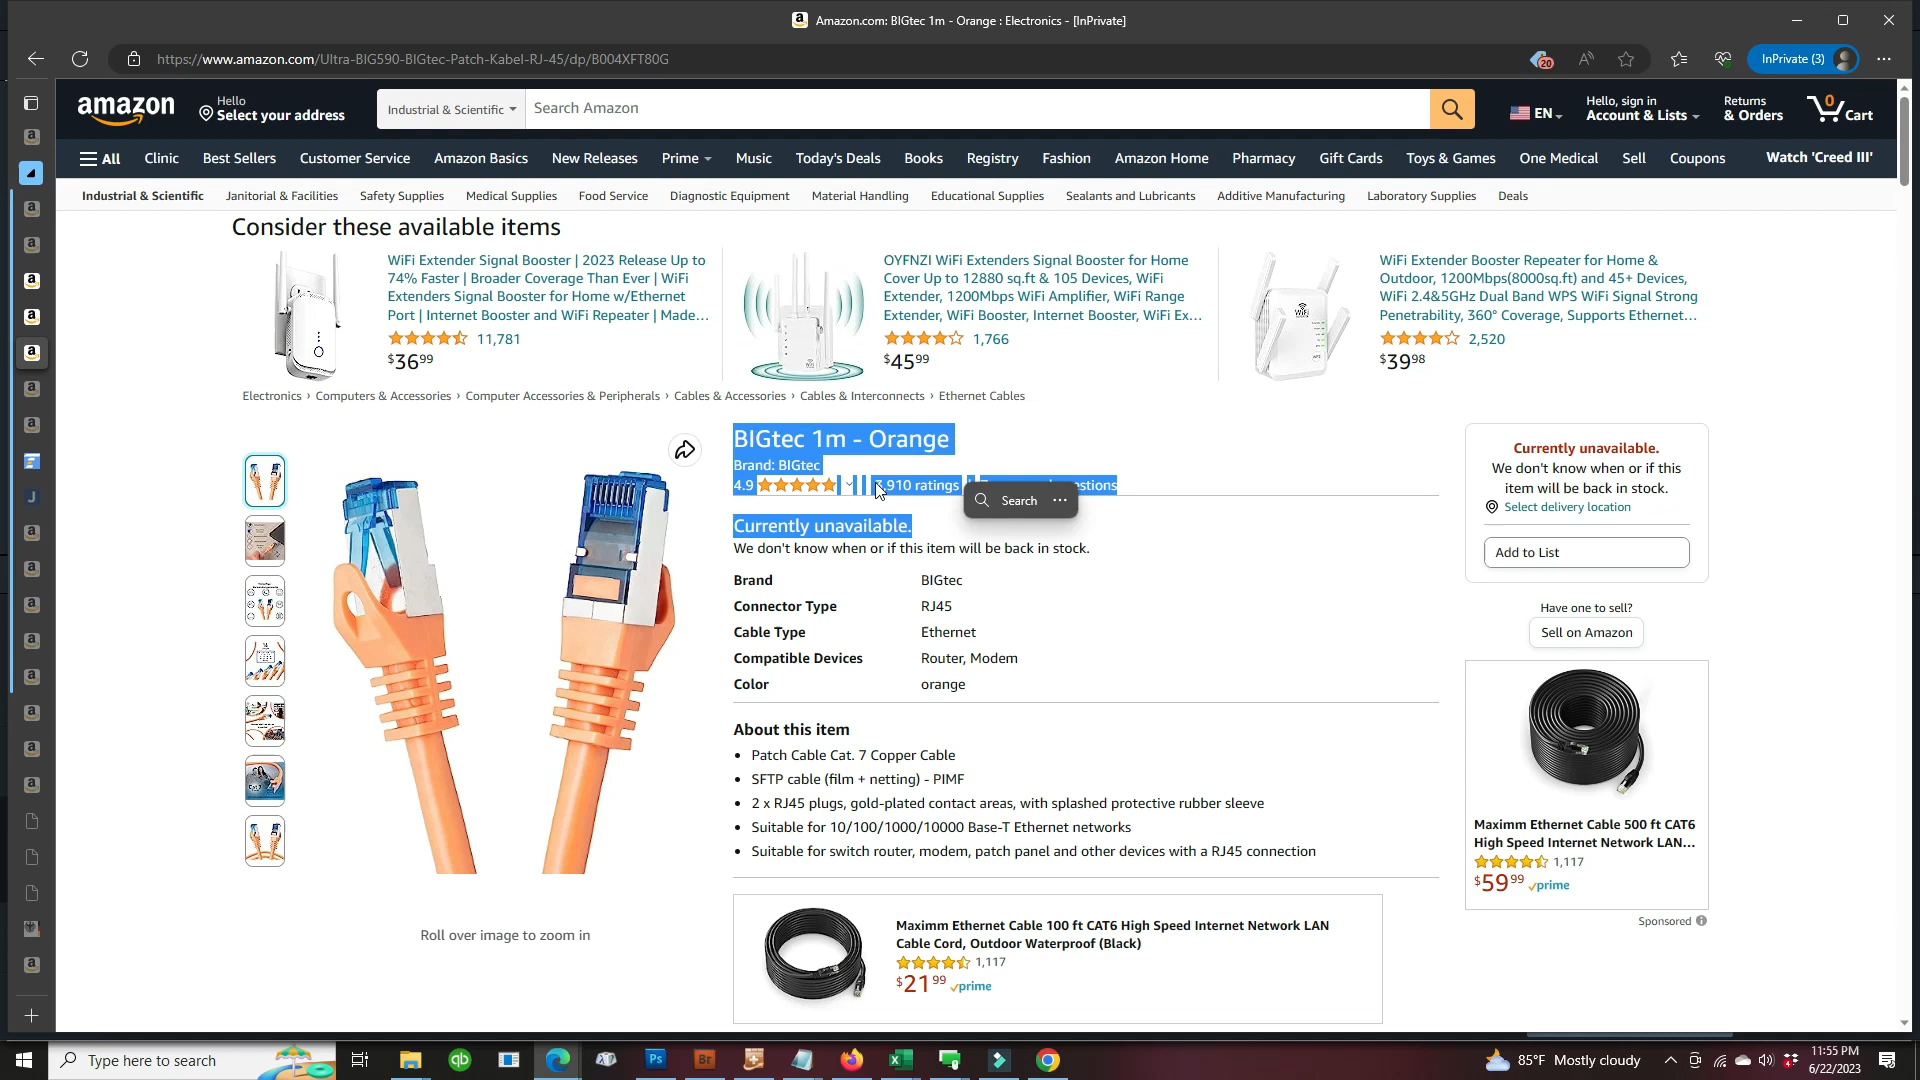 Amazon.com: BIGtec 1m - Orange : Electronics - [InPrivate]
https://www.amazon.com/Ultra-BIG590-BIGtec-Patch-Kabel-RJ-45/dp/B004XFT80G
20
InPrivate (3)
amazon
Hello
Select your address
Industrial & Scientific
Search Amazon
EN
Hello, sign in
Account & Lists
Returns
& Orders
0
Cart
All
Clinic
Best Sellers
Customer Service
Amazon Basics
New Releases
Prime
Music
Today's Deals
Books
Registry
Fashion
Amazon Home
Pharmacy
Gift Cards
Toys & Games
One Medical
Sell
Coupons
Watch 'Creed III'
Industrial & Scientific
Janitorial & Facilities
Safety Supplies
Medical Supplies
Food Service
Diagnostic Equipment
Material Handling
Educational Supplies
Sealants and Lubricants
Additive Manufacturing
Laboratory Supplies
Deals
Consider these available items
WiFi Extender Signal Booster | 2023 Release Up to
74% Faster | Broader Coverage Than Ever | WiFi
Extenders Signal Booster for Home w/Ethernet
Port | Internet Booster and WiFi Repeater | Made...
11,781
$36.99
OYFNZI WiFi Extenders Signal Booster for Home
Cover Up to 12880 sq.ft & 105 Devices, WiFi
Extender, 1200Mbps WiFi Amplifier, WiFi Range
Extender, WiFi Booster, Internet Booster, WiFi Ex...
1,766
$45.99
WiFi Extender Booster Repeater for Home &
Outdoor, 1200Mbps(8000sq.ft) and 45+ Devices,
WiFi 2.4&5GHz Dual Band WPS WiFi Signal Strong
Penetrability, 360° Coverage, Supports Ethernet...
2,520
$39.98
Electronics › Computers & Accessories › Computer Accessories & Peripherals › Cables & Accessories › Cables & Interconnects › Ethernet Cables
BIGtec 1m - Orange
Brand: BIGtec
4.9
,910 ratings
Search
Currently unavailable.
We don't know when or if this item will be back in stock.
Brand BIGtec
Connector Type RJ45
Cable Type Ethernet
Compatible Devices Router, Modem
Color orange
About this item
• Patch Cable Cat. 7 Copper Cable
• SFTP cable (film + netting) - PIMF
• 2 x RJ45 plugs, gold-plated contact areas, with splashed protective rubber sleeve
• Suitable for 10/100/1000/10000 Base-T Ethernet networks
• Suitable for switch router, modem, patch panel and other devices with a RJ45 connection
Roll over image to zoom in
Maximm Ethernet Cable 100 ft CAT6 High Speed Internet Network LAN
Cable Cord, Outdoor Waterproof (Black)
1,117
$21.99 prime
Currently unavailable.
We don't know when or if this
item will be back in stock.
Select delivery location
Add to List
Have one to sell?
Sell on Amazon
Maximm Ethernet Cable 500 ft CAT6
High Speed Internet Network LAN...
1,117
$59.99 prime
Sponsored
Type here to search
85°F Mostly cloudy
11:55 PM
6/22/2023